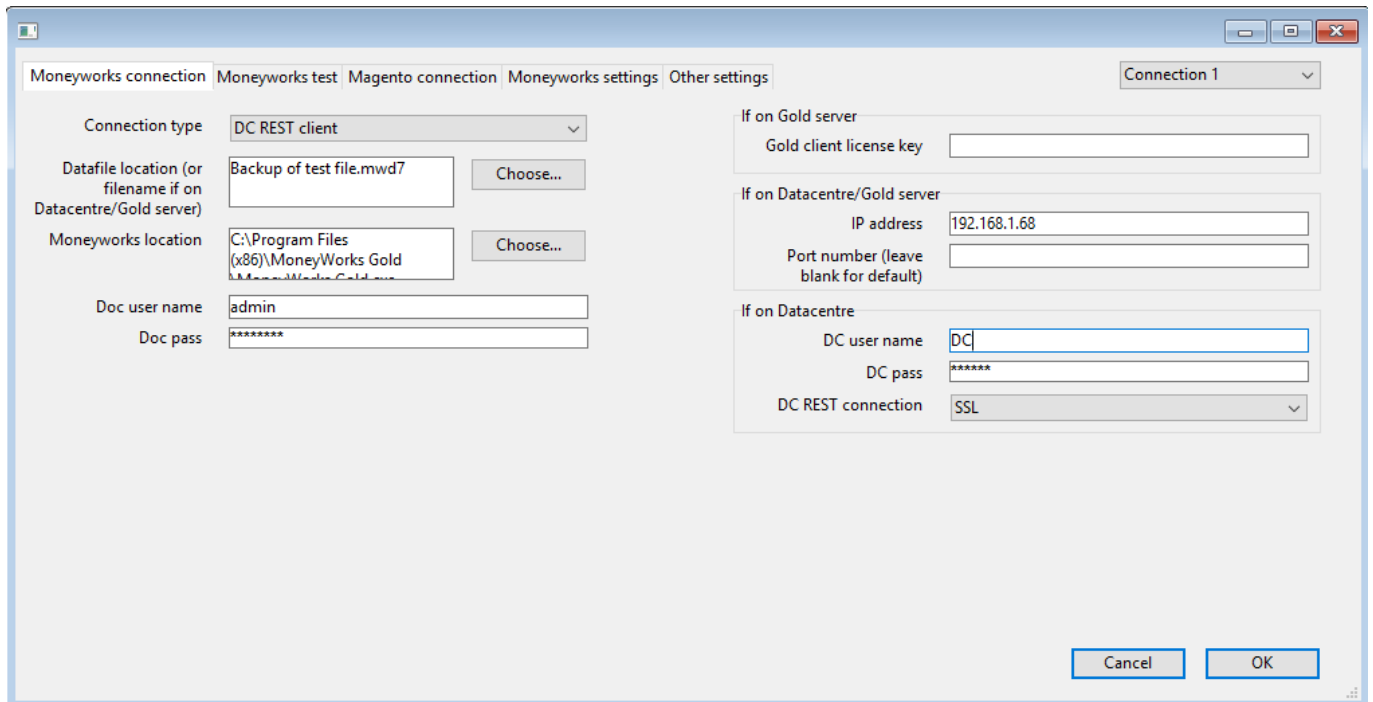 Moneyworks connection Moneyworks test Magento connection Moneyworks settings Other settings
Connection 1
Connection type
DC REST client
Datafile location (or
filename if on
Datacentre/Gold server)
Backup of test file.mwd7
Choose...
Moneyworks location
C:\Program Files
(x86)\MoneyWorks Gold
\MoneyWorks Gold.exe
Choose...
Doc user name
admin
Doc pass
********
If on Gold server
Gold client license key
If on Datacentre/Gold server
IP address
192.168.1.68
Port number (leave
blank for default)
If on Datacentre
DC user name
DC
DC pass
******
DC REST connection
SSL
Cancel
OK